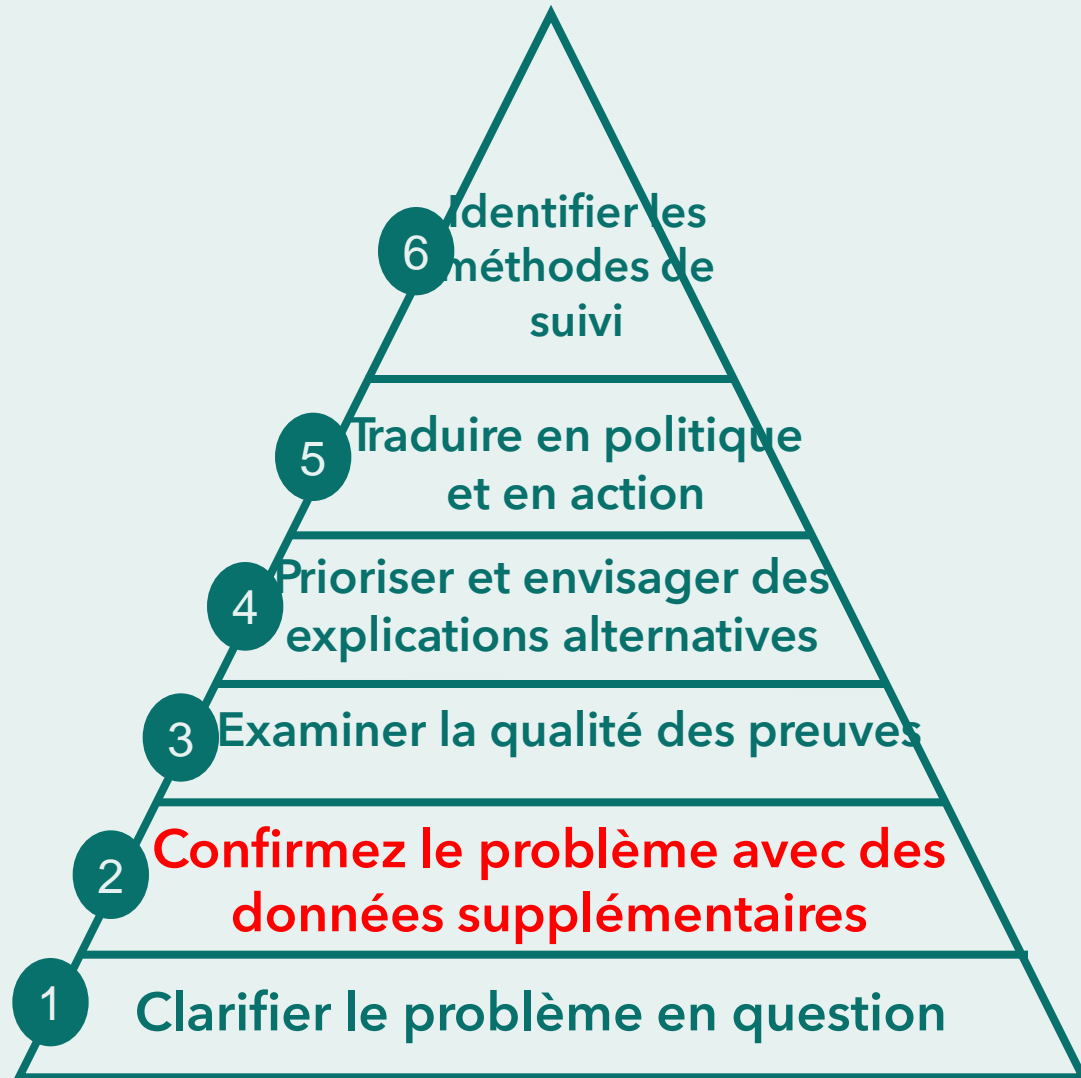 6
Identifier les
méthodes de
suivi
5
Traduire en politique
et en action
4
Prioriser et envisager des
explications alternatives
3
Examiner la qualité des preuves
2
Confirmez le problème avec des
données supplémentaires
1
Clarifier le problème en question